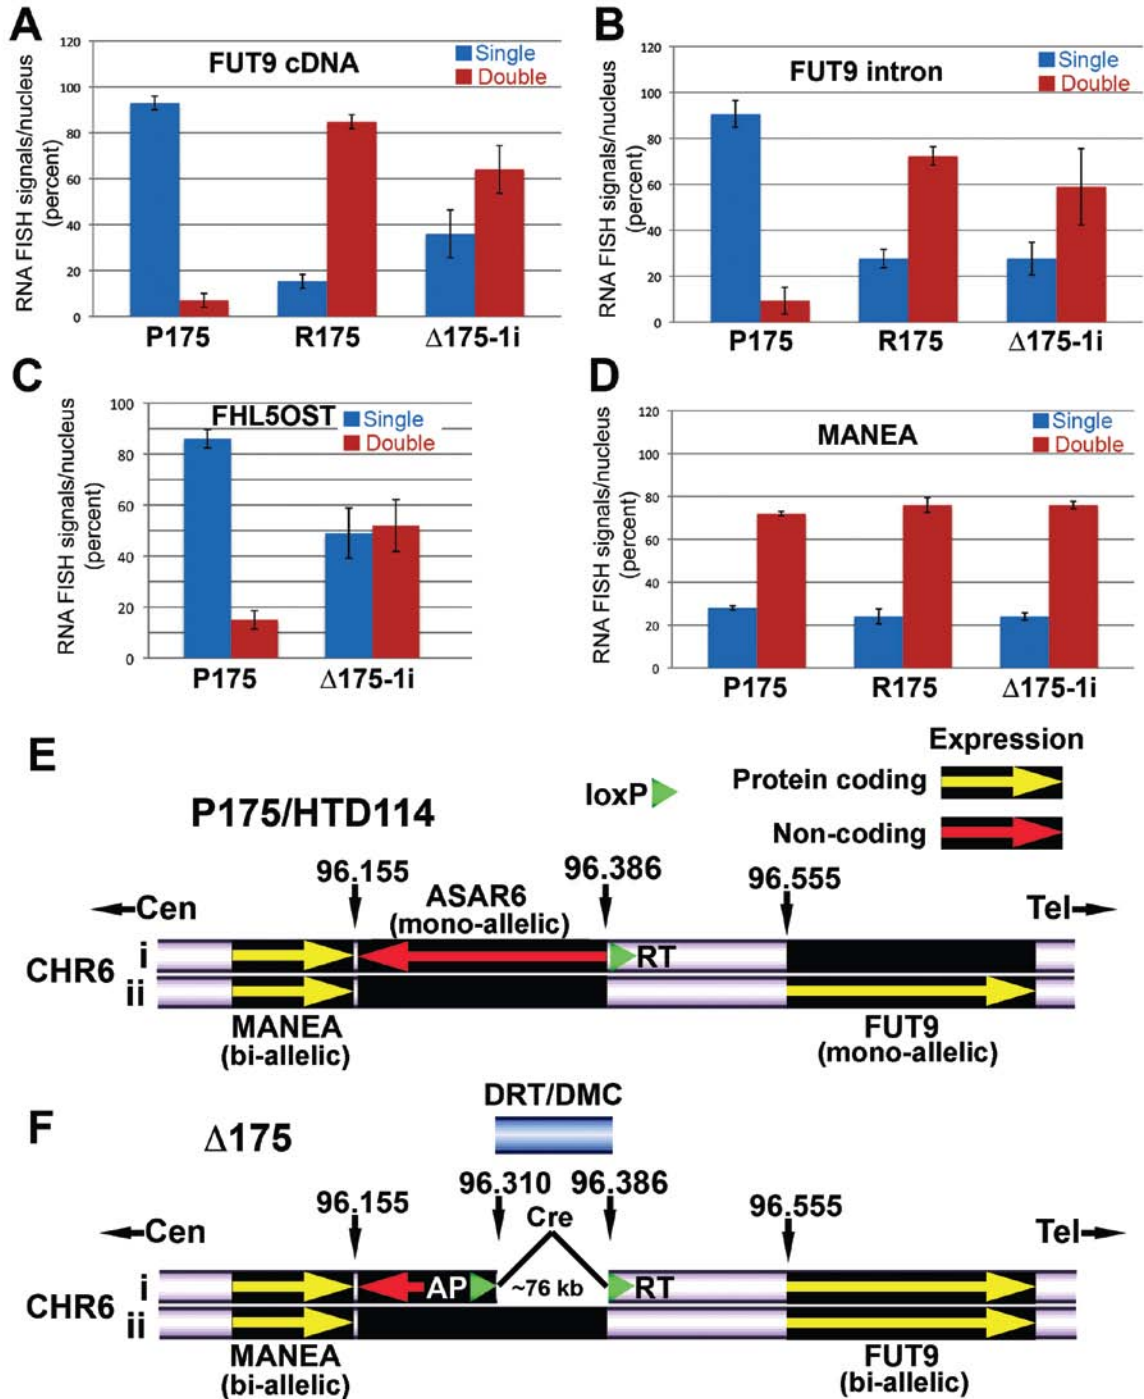 A
FUT9 cDNA
Single
Double
RNA FISH signals/nucleus
(percent)
120
100
80
60
40
20
0
P175 R175 Δ175-1i
B
FUT9 intron
Single
Double
RNA FISH signals/nucleus
(percent)
120
100
80
60
40
20
0
P175 R175 Δ175-1i
C
FHL5OST
Single
Double
RNA FISH signals/nucleus
(percent)
100
80
60
40
20
0
P175 Δ175-1i
D
MANEA
Single
Double
RNA FISH signals/nucleus
(percent)
120
100
80
60
40
20
0
P175 R175 Δ175-1i
E
Expression
loxP
Protein coding
Non-coding
P175/HTD114
96.155 96.386 96.555
ASAR6
(mono-allelic)
Cen Tel
CHR6
i
RT
ii
MANEA
(bi-allelic)
FUT9
(mono-allelic)
F
Δ175
DRT/DMC
96.155 96.310 96.386 96.555
Cre
Cen Tel
CHR6
i
AP ~76 kb RT
ii
MANEA
(bi-allelic)
FUT9
(bi-allelic)